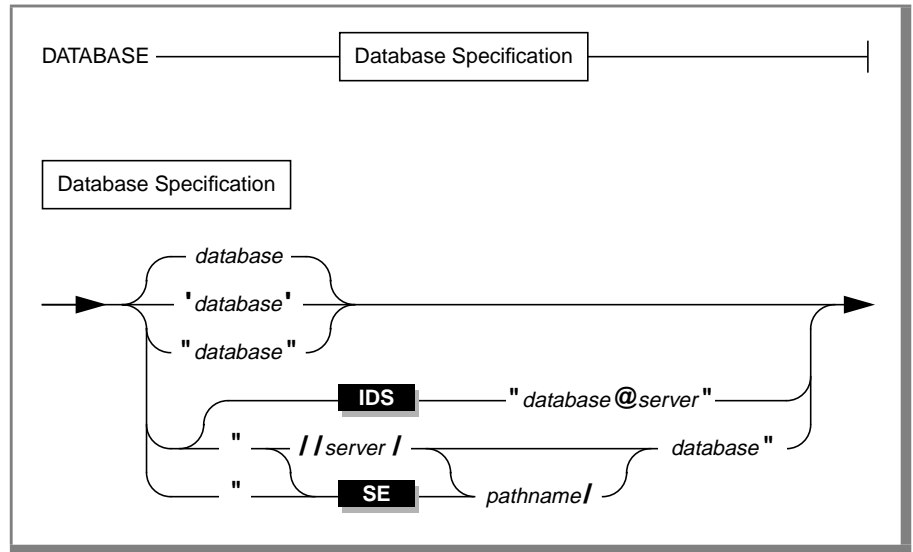 DATABASE Database Specification
Database Specification
database
'database'
"database"
IDS "database@server"
" //server / database"
" SE pathname/